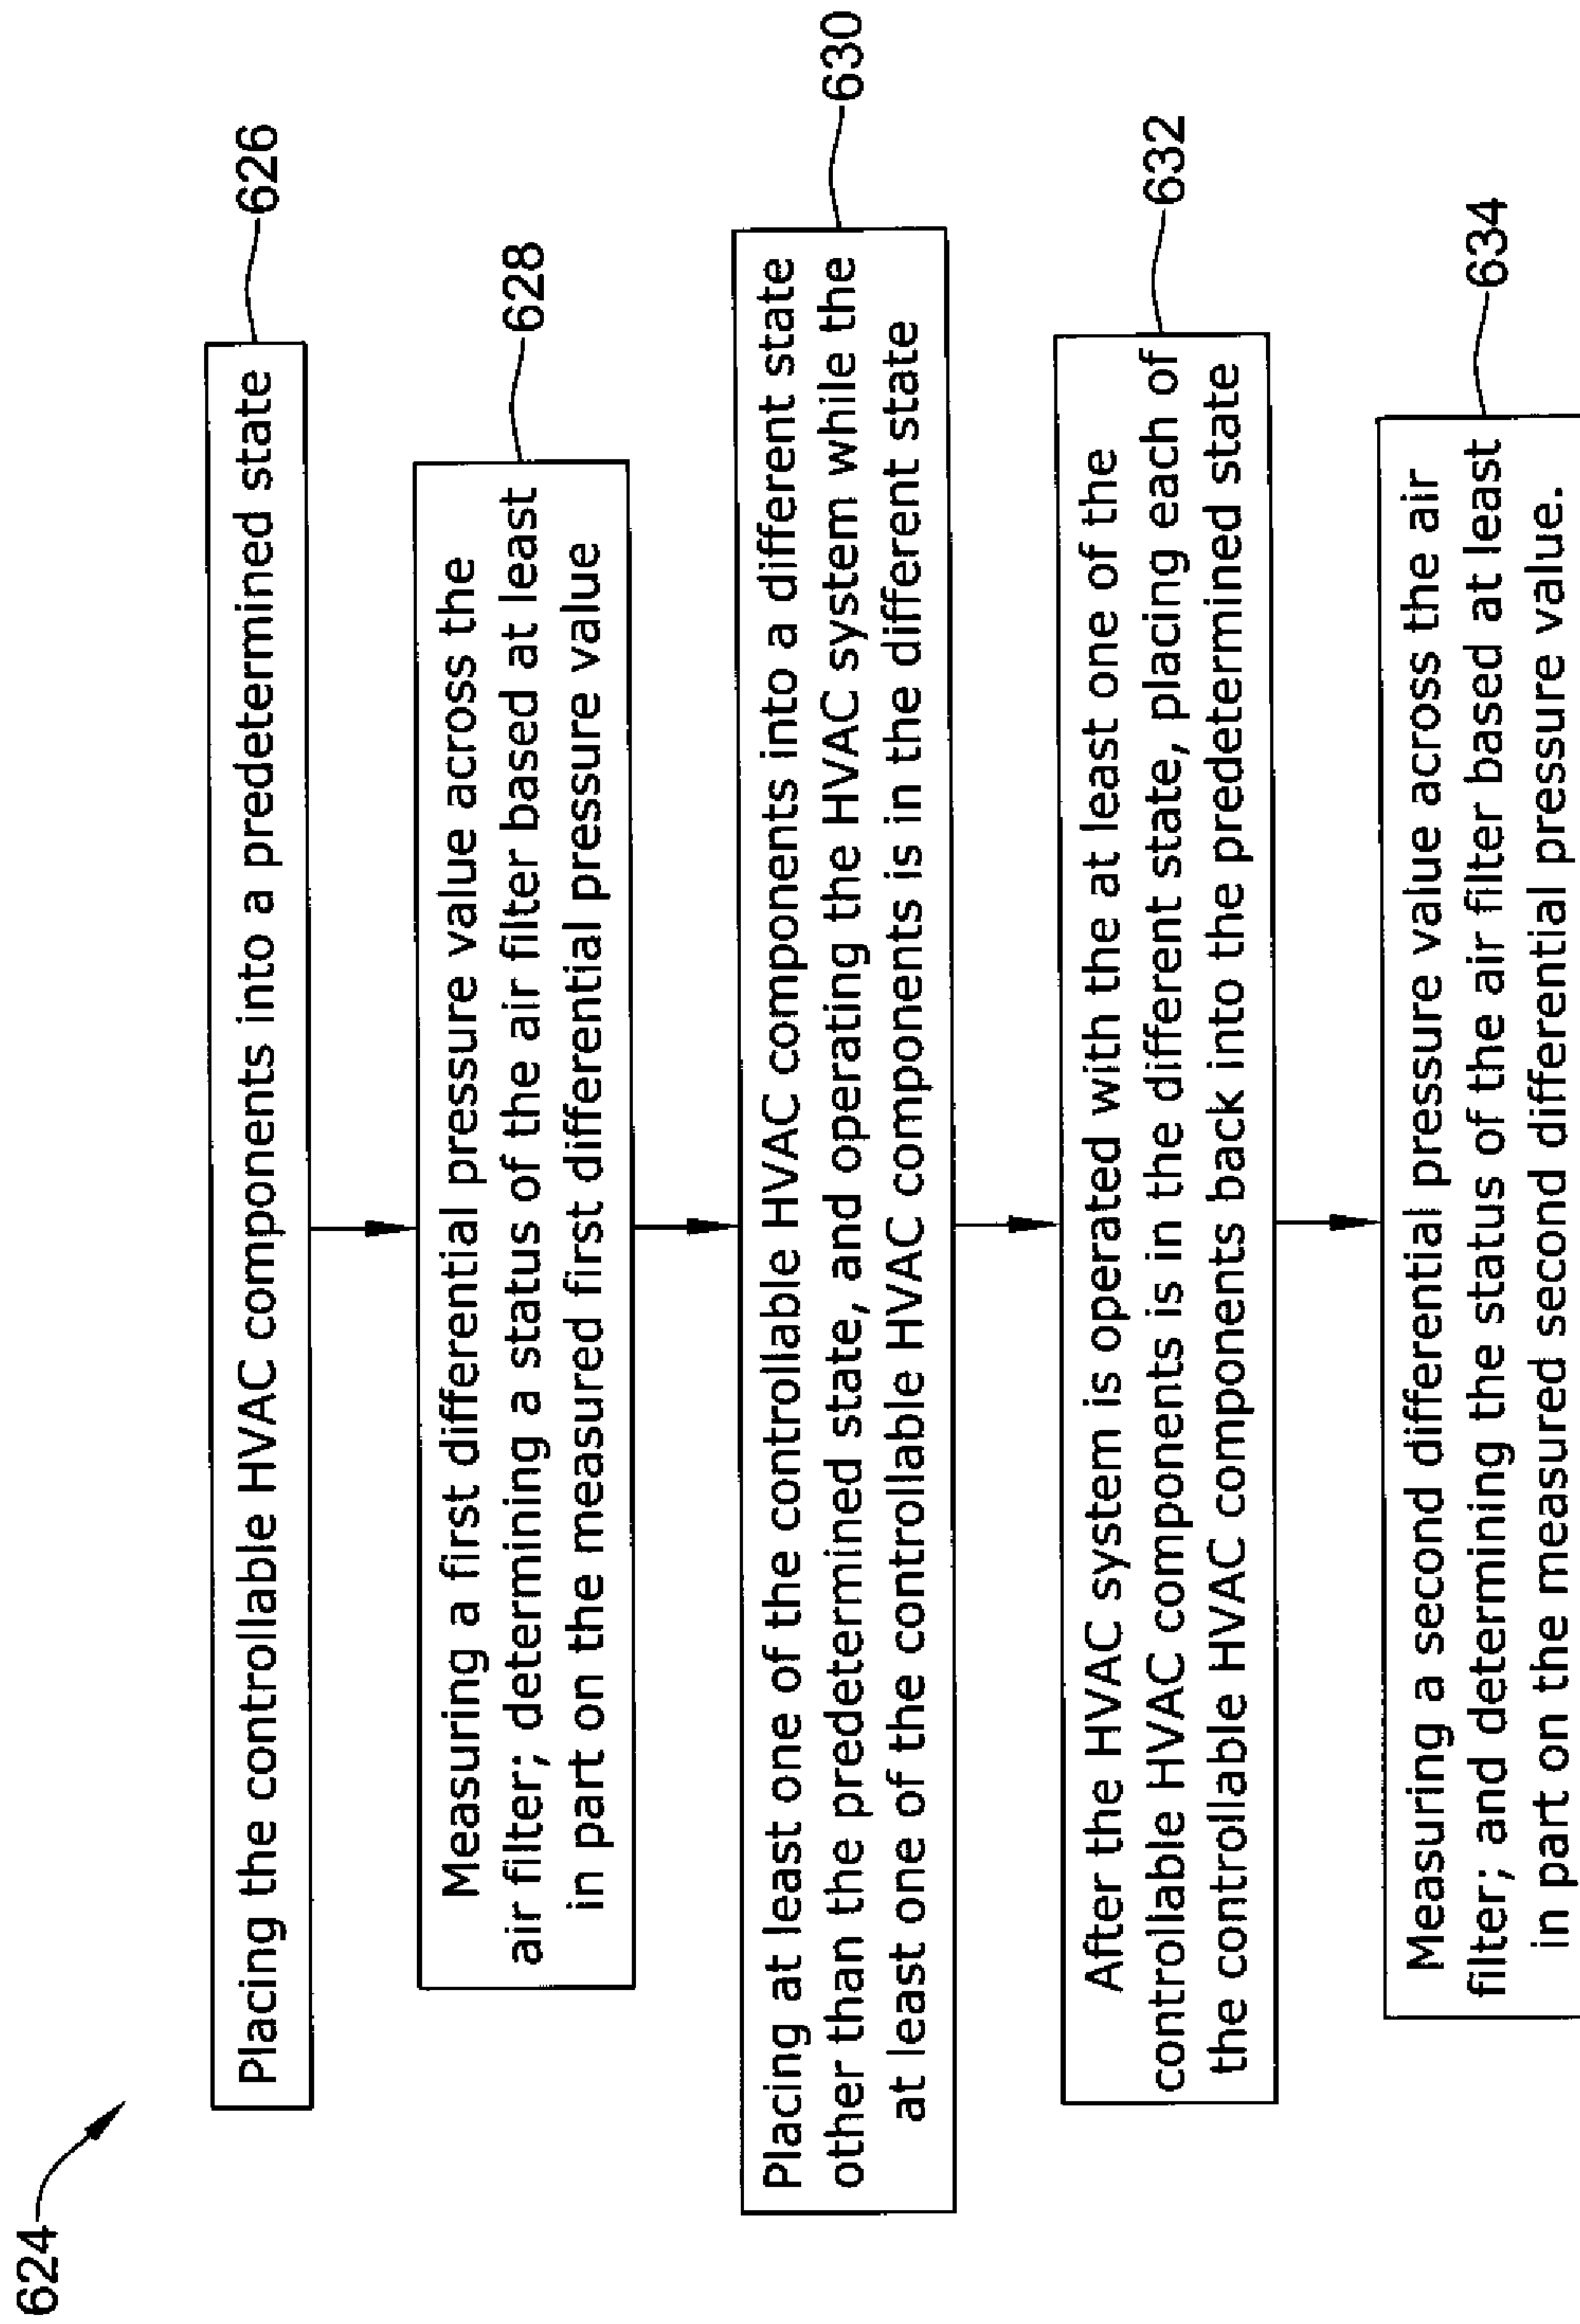 624
626
Placing the controllable HVAC components into a predetermined state
628
Measuring a first differential pressure value across the
air filter; determining a status of the air filter based at least
in part on the measured first differential pressure value
630
Placing at least one of the controllable HVAC components into a different state
other than the predetermined state, and operating the HVAC system while the
at least one of the controllable HVAC components is in the different state
632
After the HVAC system is operated with the at least one of the
controllable HVAC components is in the different state, placing each of
the controllable HVAC components back into the predetermined state
634
Measuring a second differential pressure value across the air
filter; and determining the status of the air filter based at least
in part on the measured second differential pressure value.